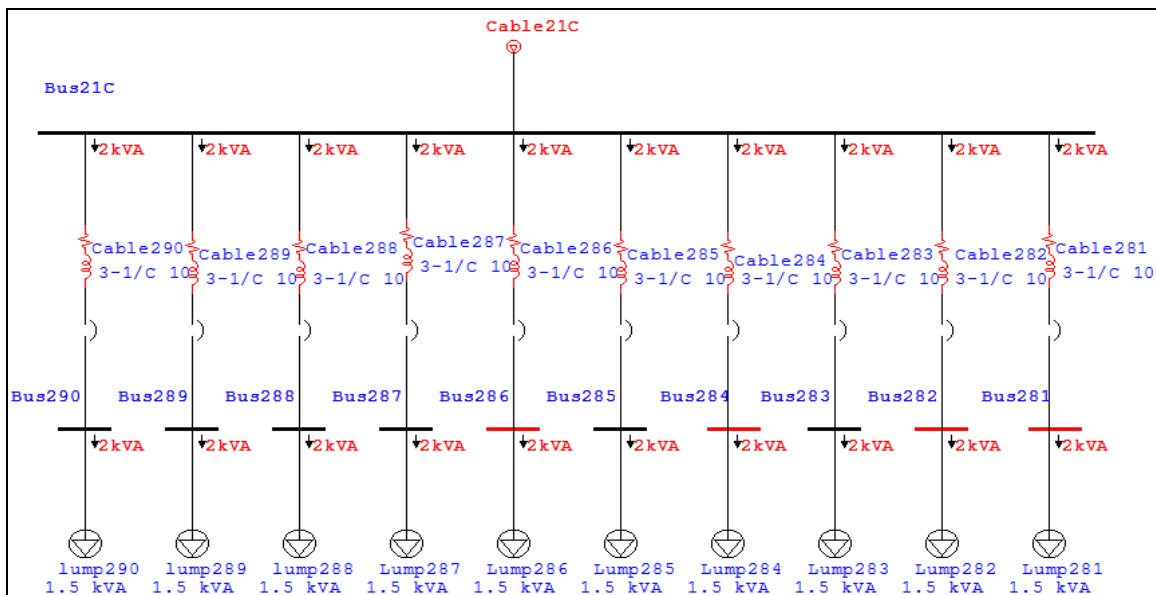 Cable21C
Bus21C
2kVA 2kVA 2kVA 2kVA 2kVA 2kVA 2kVA 2kVA 2kVA 2kVA
Cable290 Cable289 Cable288 Cable287 Cable286 Cable285 Cable284 Cable283 Cable282 Cable281
3-1/C 10 3-1/C 10 3-1/C 10 3-1/C 10 3-1/C 10 3-1/C 10 3-1/C 10 3-1/C 10 3-1/C 10 3-1/C 10
Bus290 Bus289 Bus288 Bus287 Bus286 Bus285 Bus284 Bus283 Bus282 Bus281
2kVA 2kVA 2kVA 2kVA 2kVA 2kVA 2kVA 2kVA 2kVA 2kVA
lump290 lump289 lump288 Lump287 Lump286 Lump285 Lump284 Lump283 Lump282 Lump281
1.5 kVA 1.5 kVA 1.5 kVA 1.5 kVA 1.5 kVA 1.5 kVA 1.5 kVA 1.5 kVA 1.5 kVA 1.5 kVA